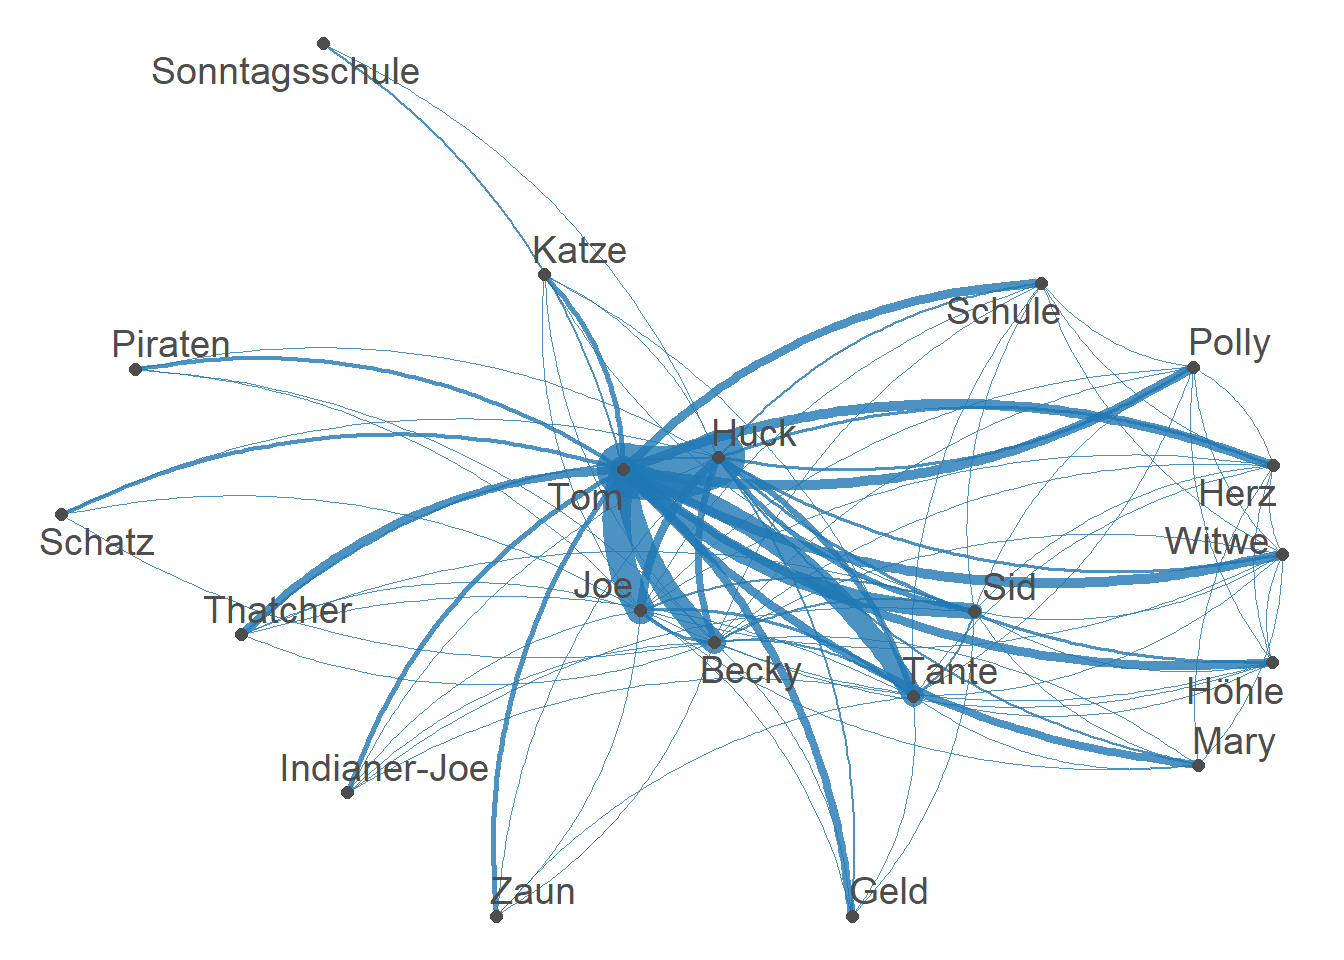 Sonntagsschule
Katze
Schule
Piraten
Polly
Huck
Tom
Herz
Schatz
Witwe
Joe
Sid
Thatcher
Becky
Tante
Höhle
Mary
Indianer-Joe
Zaun
Geld